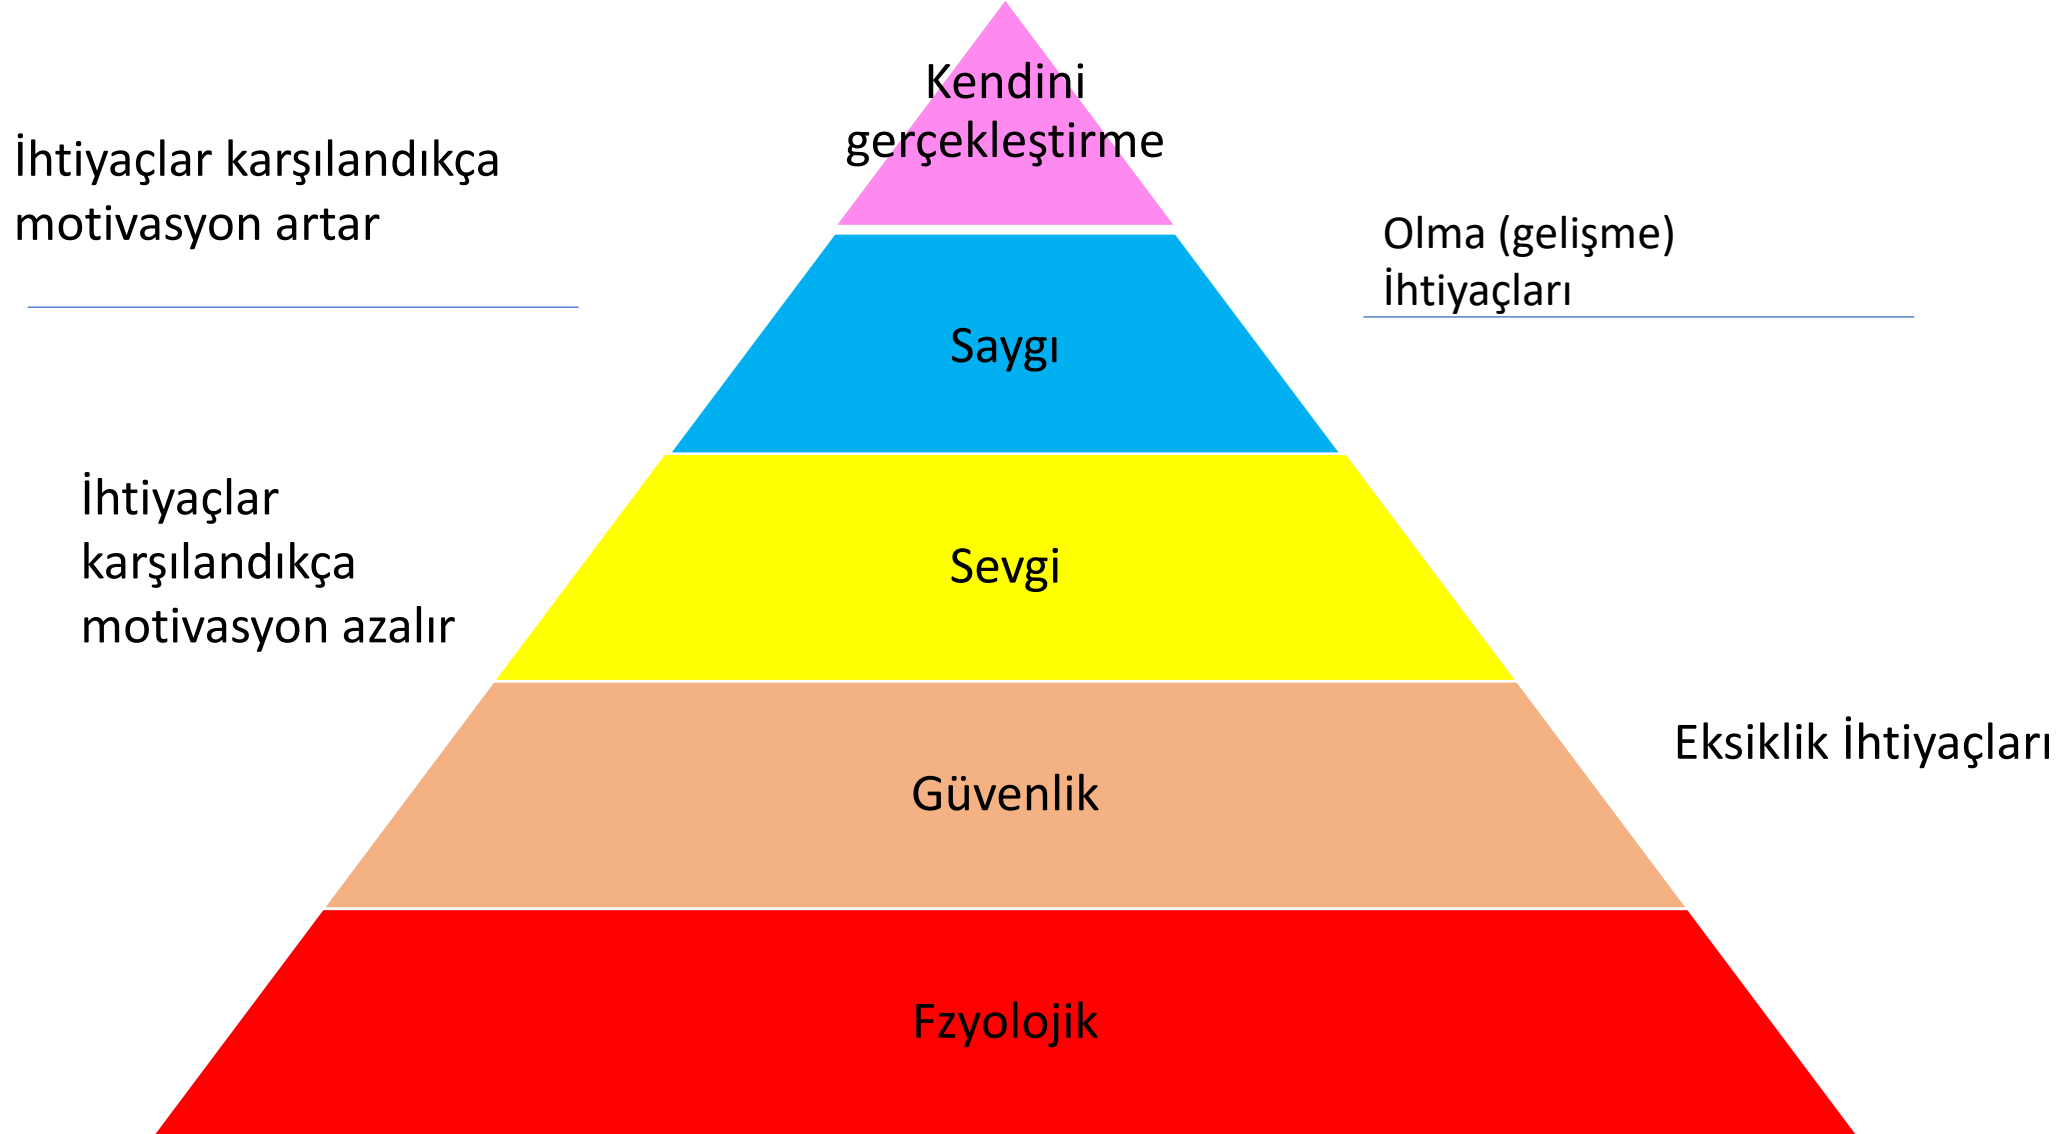 Kendini
gerçekleştirme
İhtiyaçlar karşılandıkça
motivasyon artar
Olma (gelişme)
İhtiyaçları
Saygı
İhtiyaçlar
karşılandıkça
motivasyon azalır
Sevgi
Eksiklik İhtiyaçları
Güvenlik
Fzyolojik